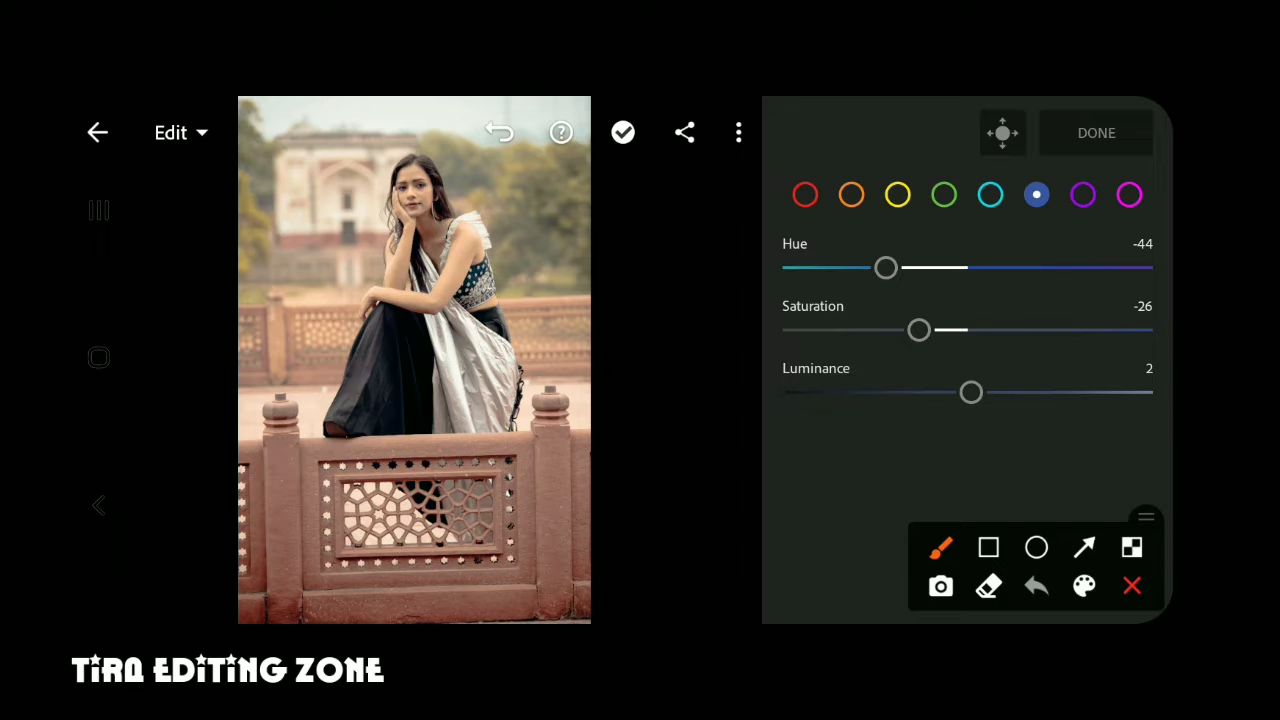 Edit
DONE
Hue -44
Saturation -26
Luminance 2
TiRA EDiTiNG ZONE